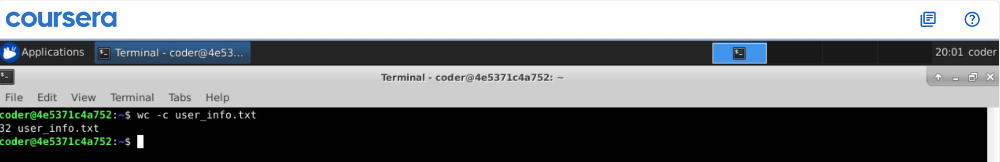 coursera
Applications
Terminal - coder@4e53...
20:01 coder
Terminal - coder@4e5371c4a752: ~
File Edit View Terminal Tabs Help
coder@4e5371c4a752:~$ wc -c user_info.txt
32 user_info.txt
coder@4e5371c4a752:~$